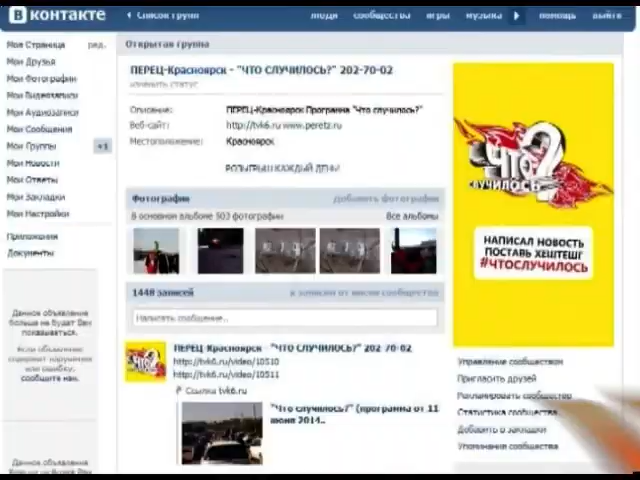 В контакте
Список групп
люди сообщества игры музыка помощь выйти
Моя Страница ред.
Мои Друзья
Мои Фотографии
Мои Видеозаписи
Мои Аудиозаписи
Мои Сообщения
Мои Группы +1
Мои Новости
Мои Ответы
Мои Закладки
Мои Настройки
Приложения
Документы
Данное объявление
больше не будет Вам
показываться.
Если объявление
содержит нарушения
или ошибку,
сообщите нам.
Данное объявление
Открытая группа
ПЕРЕЦ-Красноярск - "ЧТО СЛУЧИЛОСЬ?" 202-70-02
изменить статус
Описание: ПЕРЕЦ-Красноярск Программа "Что случилось?"
Веб-сайт: http://tvk6.ru www.peretz.ru
Местоположение: Красноярск
РОЗЫГРЫШ КАЖДЫЙ ДЕНЬ!
Фотографии Добавить фотографии
В основном альбоме 503 фотографии Все альбомы
1448 записей к записям от имени сообщества
Написать сообщение..
ПЕРЕЦ-Красноярск - "ЧТО СЛУЧИЛОСЬ?" 202-70-02
http://tvk6.ru/video/10510
http://tvk6.ru/video/10511
Ссылка tvk6.ru
"Что случилось?" (программа от 11
июня 2014..
ЧТО
СЛУЧИЛОСЬ?
НАПИСАЛ НОВОСТЬ
ПОСТАВЬ ХЕШТЕГ
#ЧТОСЛУЧИЛОСЬ
Управление сообществом
Пригласить друзей
Рекламировать сообщество
Статистика сообщества
Добавить в закладки
Упоминания сообщества